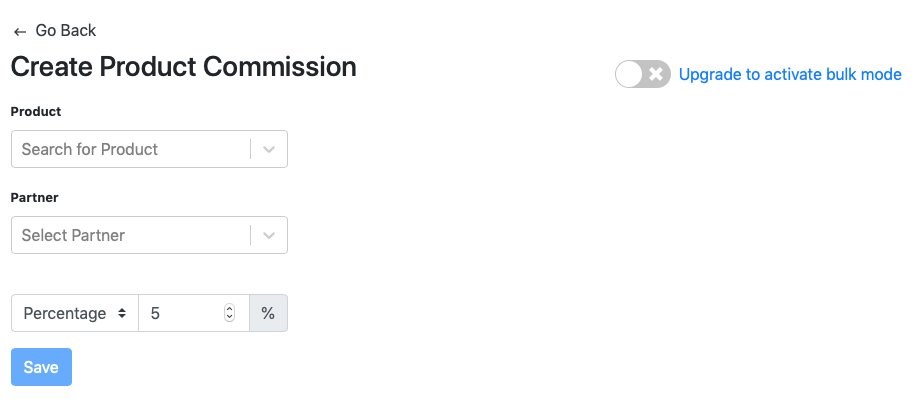 ← Go Back
Create Product Commission
Upgrade to activate bulk mode
Product
Search for Product
Partner
Select Partner
Percentage 5 %
Save